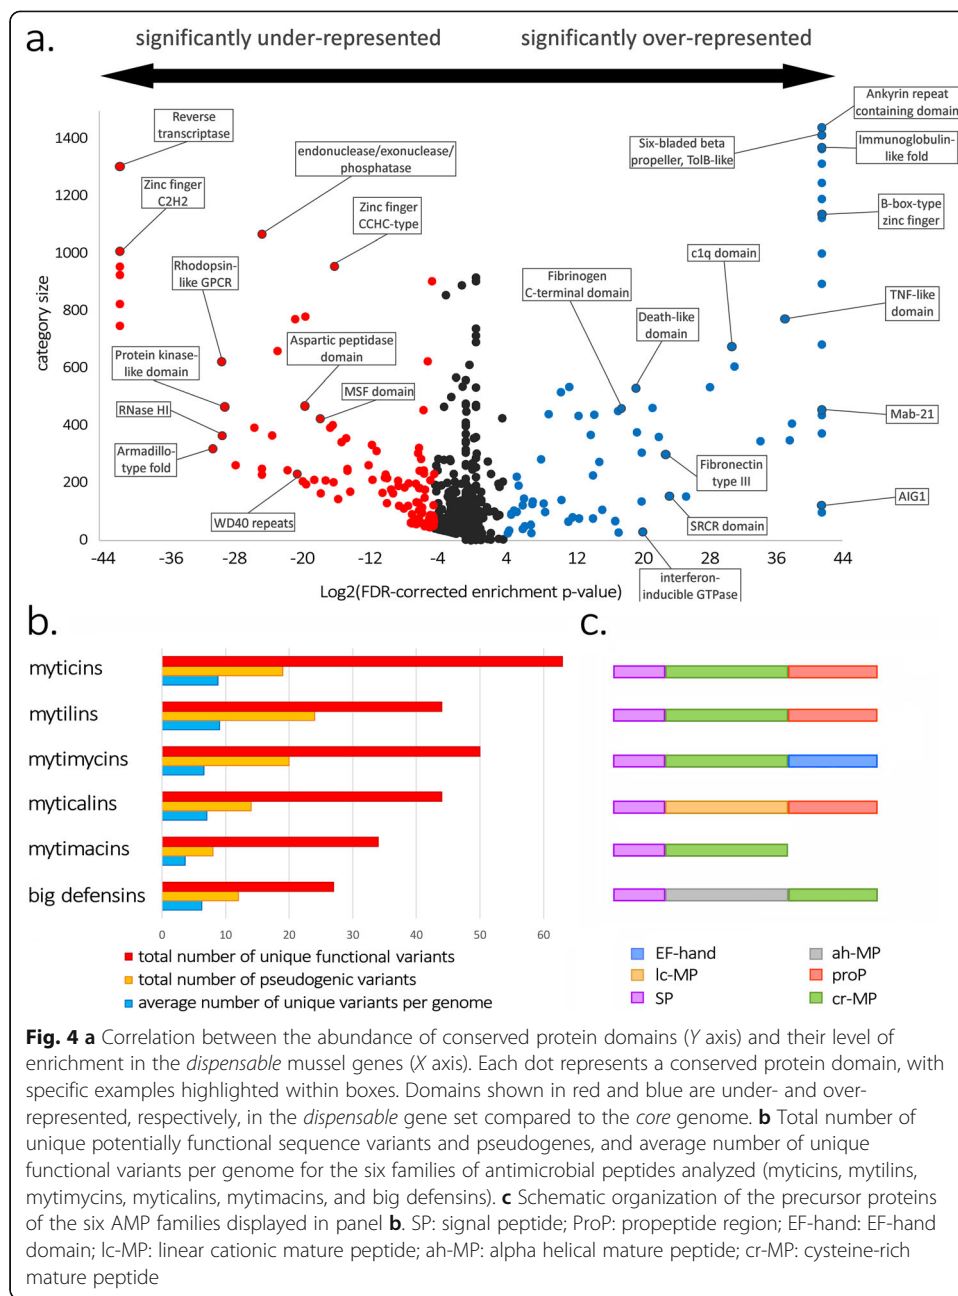 a.
significantly under-represented
significantly over-represented
Reverse
transcriptase
endonuclease/exonuclease/
phosphatase
Zinc finger
C2H2
Zinc finger
CCHC-type
Rhodopsin-
like GPCR
Protein kinase-
like domain
Aspartic peptidase
domain
MSF domain
RNase HI
Armadillo-
type fold
WD40 repeats
Ankyrin repeat
containing domain
Six-bladed beta
propeller, TolB-like
Immunoglobulin-
like fold
B-box-type
zinc finger
c1q domain
Fibrinogen
C-terminal domain
Death-like
domain
TNF-like
domain
Mab-21
Fibronectin
type III
AIG1
SRCR domain
interferon-
inducible GTPase
category size
1400
1200
1000
800
600
400
200
0
-44 -36 -28 -20 -12 -4 4 12 20 28 36 44
Log2(FDR-corrected enrichment p-value)
b.
myticins
mytilins
mytimycins
myticalins
mytimacins
big defensins
0 10 20 30 40 50 60
total number of unique functional variants
total number of pseudogenic variants
average number of unique variants per genome
c.
EF-hand
lc-MP
SP
ah-MP
proP
cr-MP
Fig. 4 a Correlation between the abundance of conserved protein domains (Y axis) and their level of
enrichment in the dispensable mussel genes (X axis). Each dot represents a conserved protein domain, with
specific examples highlighted within boxes. Domains shown in red and blue are under- and over-
represented, respectively, in the dispensable gene set compared to the core genome. b Total number of
unique potentially functional sequence variants and pseudogenes, and average number of unique
functional variants per genome for the six families of antimicrobial peptides analyzed (myticins, mytilins,
mytimycins, myticalins, mytimacins, and big defensins). c Schematic organization of the precursor proteins
of the six AMP families displayed in panel b. SP: signal peptide; ProP: propeptide region; EF-hand: EF-hand
domain; lc-MP: linear cationic mature peptide; ah-MP: alpha helical mature peptide; cr-MP: cysteine-rich
mature peptide